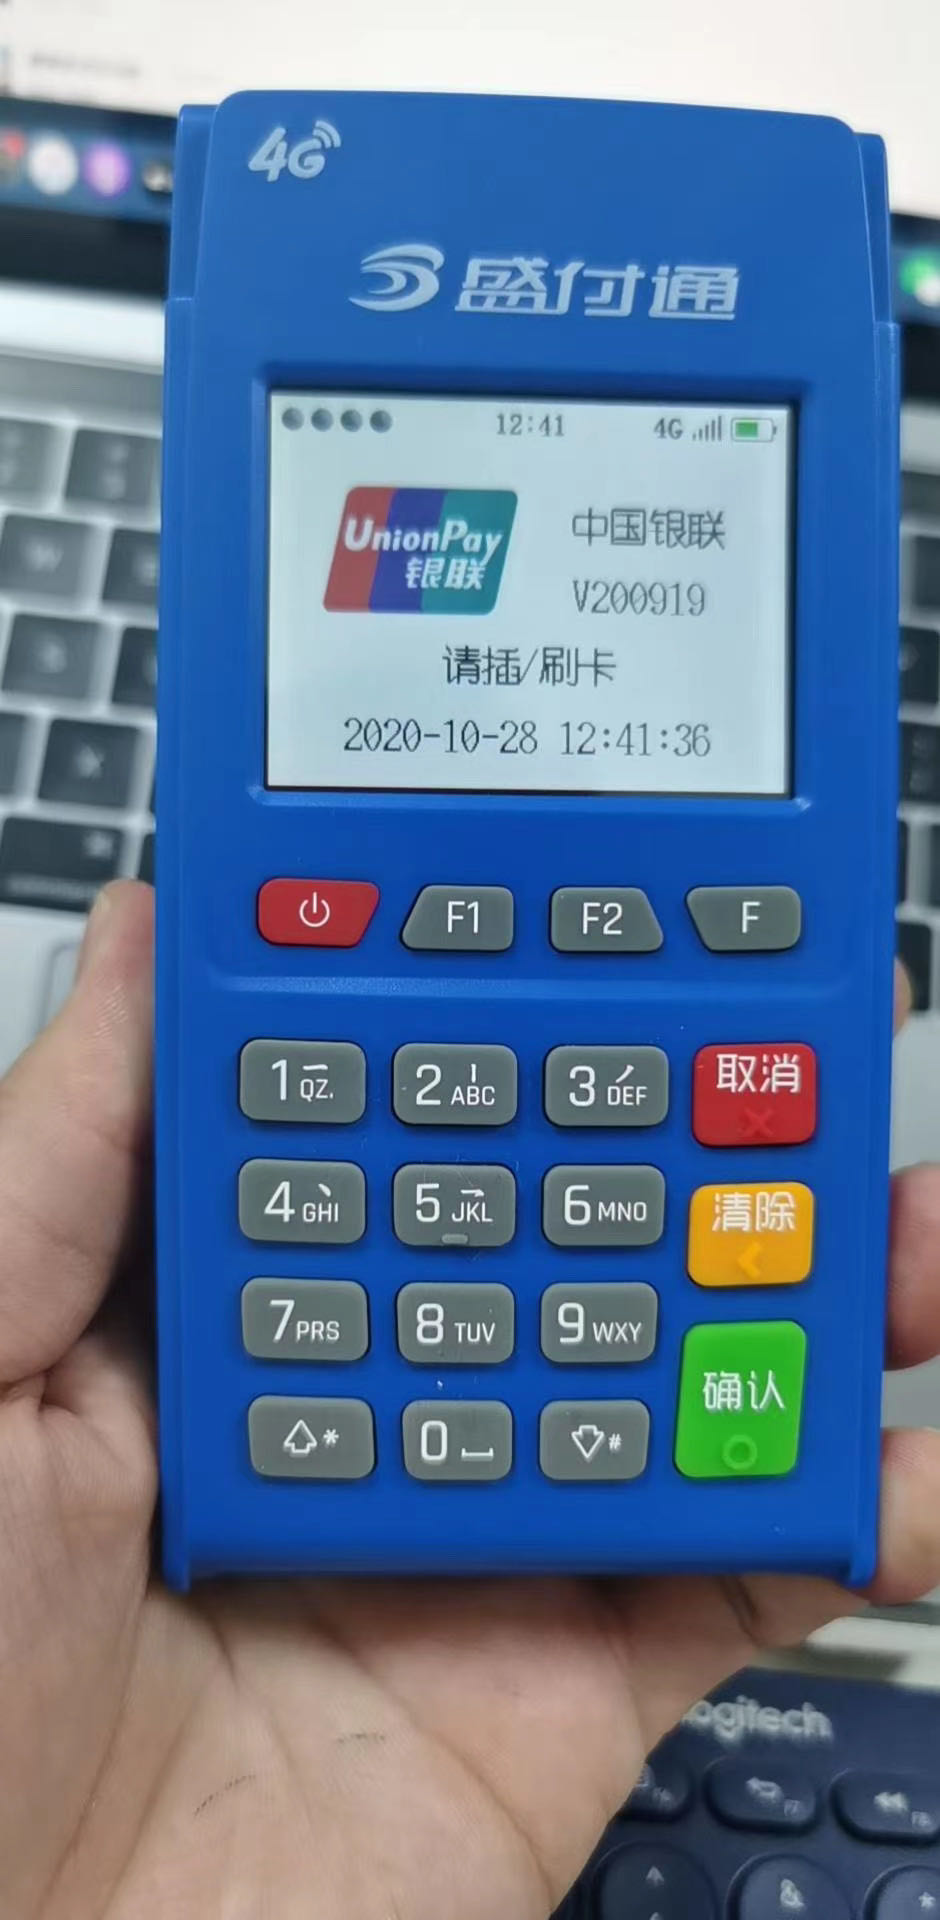 4G
盛付通
12:41 4G
UnionPay
银联
中国银联
V200919
请插/刷卡
2020-10-28 12:41:36
F1 F2 F
1 QZ. 2 ABC 3 DEF 取消
4 GHI 5 JKL 6 MNO 清除
7 PRS 8 TUV 9 WXY
* 0 # 确认
logitech